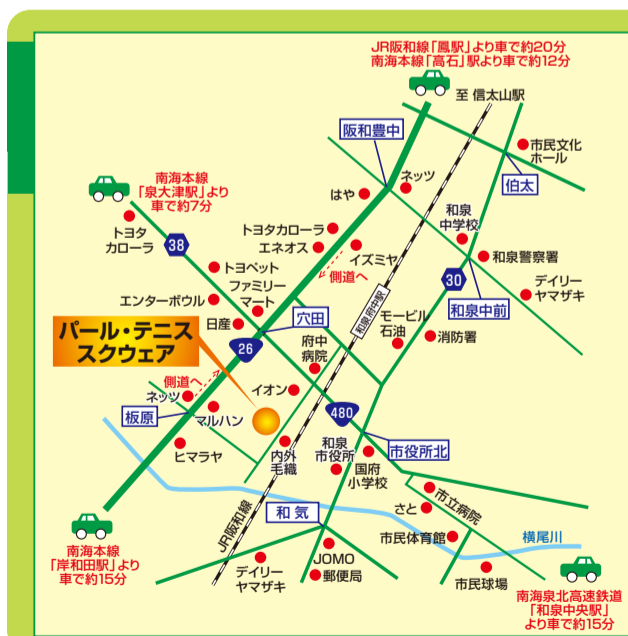 JR阪和線「鳳駅」より車で約20分
南海本線「高石」駅より車で約12分
至 信太山駅
阪和豊中
市民文化
ホール
ネッツ
伯太
はや
南海本線
「泉大津駅」より
車で約7分
和泉
中学校
トヨタ
カローラ
トヨタカローラ
エネオス
38
イズミヤ
和泉警察署
側道へ
トヨペット
30
デイリー
ヤマザキ
ファミリー
マート
エンターボウル
和泉府中駅
和泉中前
モービル
石油
消防署
日産
穴田
パール・テニス
スクウェア
26
府中
病院
側道へ
ネッツ
イオン
板原
マルハン
480
ヒマラヤ
内外
毛織
和泉
市役所
国府
小学校
市役所北
和気
さと
市立病院
JR阪和線
市民体育館
横尾川
南海本線
「岸和田駅」より
車で約15分
デイリー
ヤマザキ
JOMO
郵便局
市民球場
南海泉北高速鉄道
「和泉中央駅」
より車で約15分